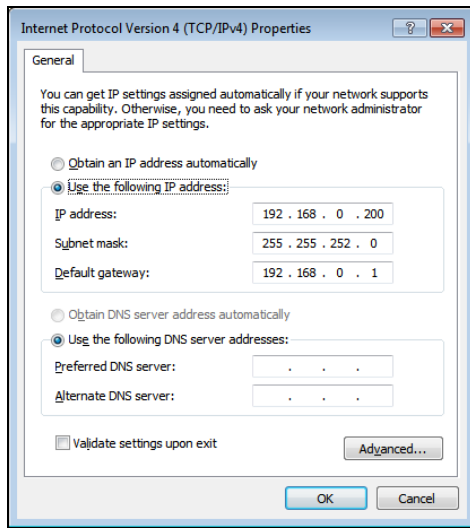 Internet Protocol Version 4 (TCP/IPv4) Properties
General
You can get IP settings assigned automatically if your network supports
this capability. Otherwise, you need to ask your network administrator
for the appropriate IP settings.
Obtain an IP address automatically
Use the following IP address:
IP address: 192 . 168 . 0 . 200
Subnet mask: 255 . 255 . 252 . 0
Default gateway: 192 . 168 . 0 . 1
Obtain DNS server address automatically
Use the following DNS server addresses:
Preferred DNS server: . . .
Alternate DNS server: . . .
Validate settings upon exit
Advanced...
OK Cancel